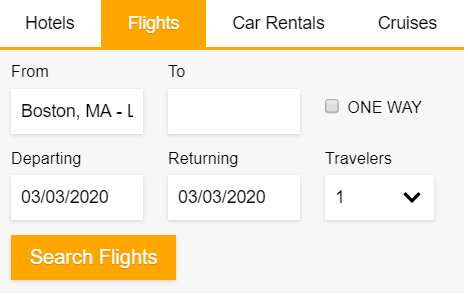 Hotels Flights Car Rentals Cruises
From To
Boston, MA - L ONE WAY
Departing Returning Travelers
03/03/2020 03/03/2020 1
Search Flights